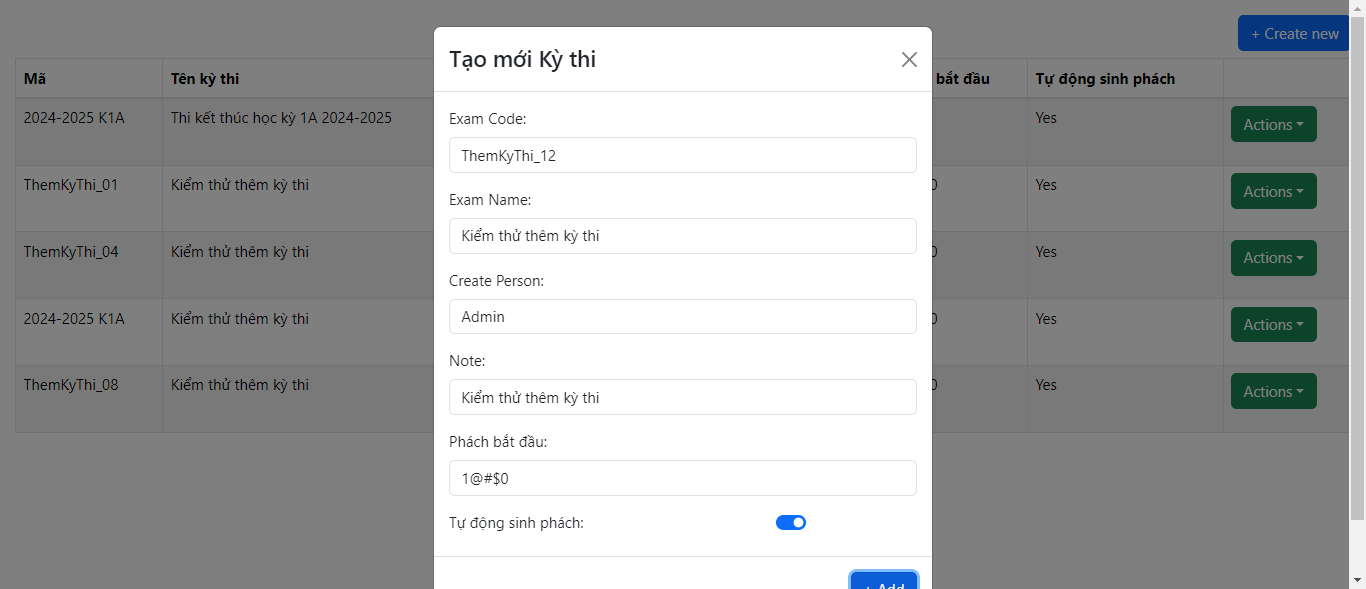 + Create new
Mã Tên kỳ thi bắt đầu Tự động sinh phách
2024-2025 K1A Thi kết thúc học kỳ 1A 2024-2025 Yes Actions
ThemKyThi_01 Kiểm thử thêm kỳ thi 0 Yes Actions
ThemKyThi_04 Kiểm thử thêm kỳ thi 0 Yes Actions
2024-2025 K1A Kiểm thử thêm kỳ thi 0 Yes Actions
ThemKyThi_08 Kiểm thử thêm kỳ thi 0 Yes Actions
Tạo mới Kỳ thi
Exam Code:
ThemKyThi_12
Exam Name:
Kiểm thử thêm kỳ thi
Create Person:
Admin
Note:
Kiểm thử thêm kỳ thi
Phách bắt đầu:
1@#$0
Tự động sinh phách:
+ Add